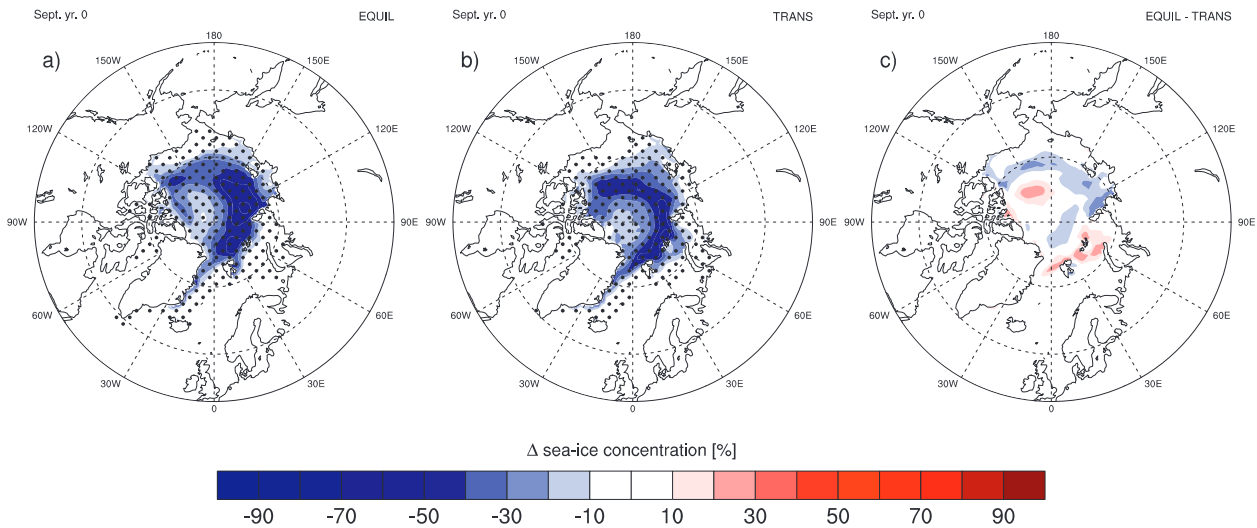 Sept. yr. 0 EQUIL
a)
180
150W 150E
120W 120E
90W 90E
60W 60E
30W 30E
0
Sept. yr. 0 TRANS
b)
180
150W 150E
120W 120E
90W 90E
60W 60E
30W 30E
0
Sept. yr. 0 EQUIL - TRANS
c)
180
150W 150E
120W 120E
90W 90E
60W 60E
30W 30E
0
Δ sea-ice concentration [%]
-90 -70 -50 -30 -10 10 30 50 70 90